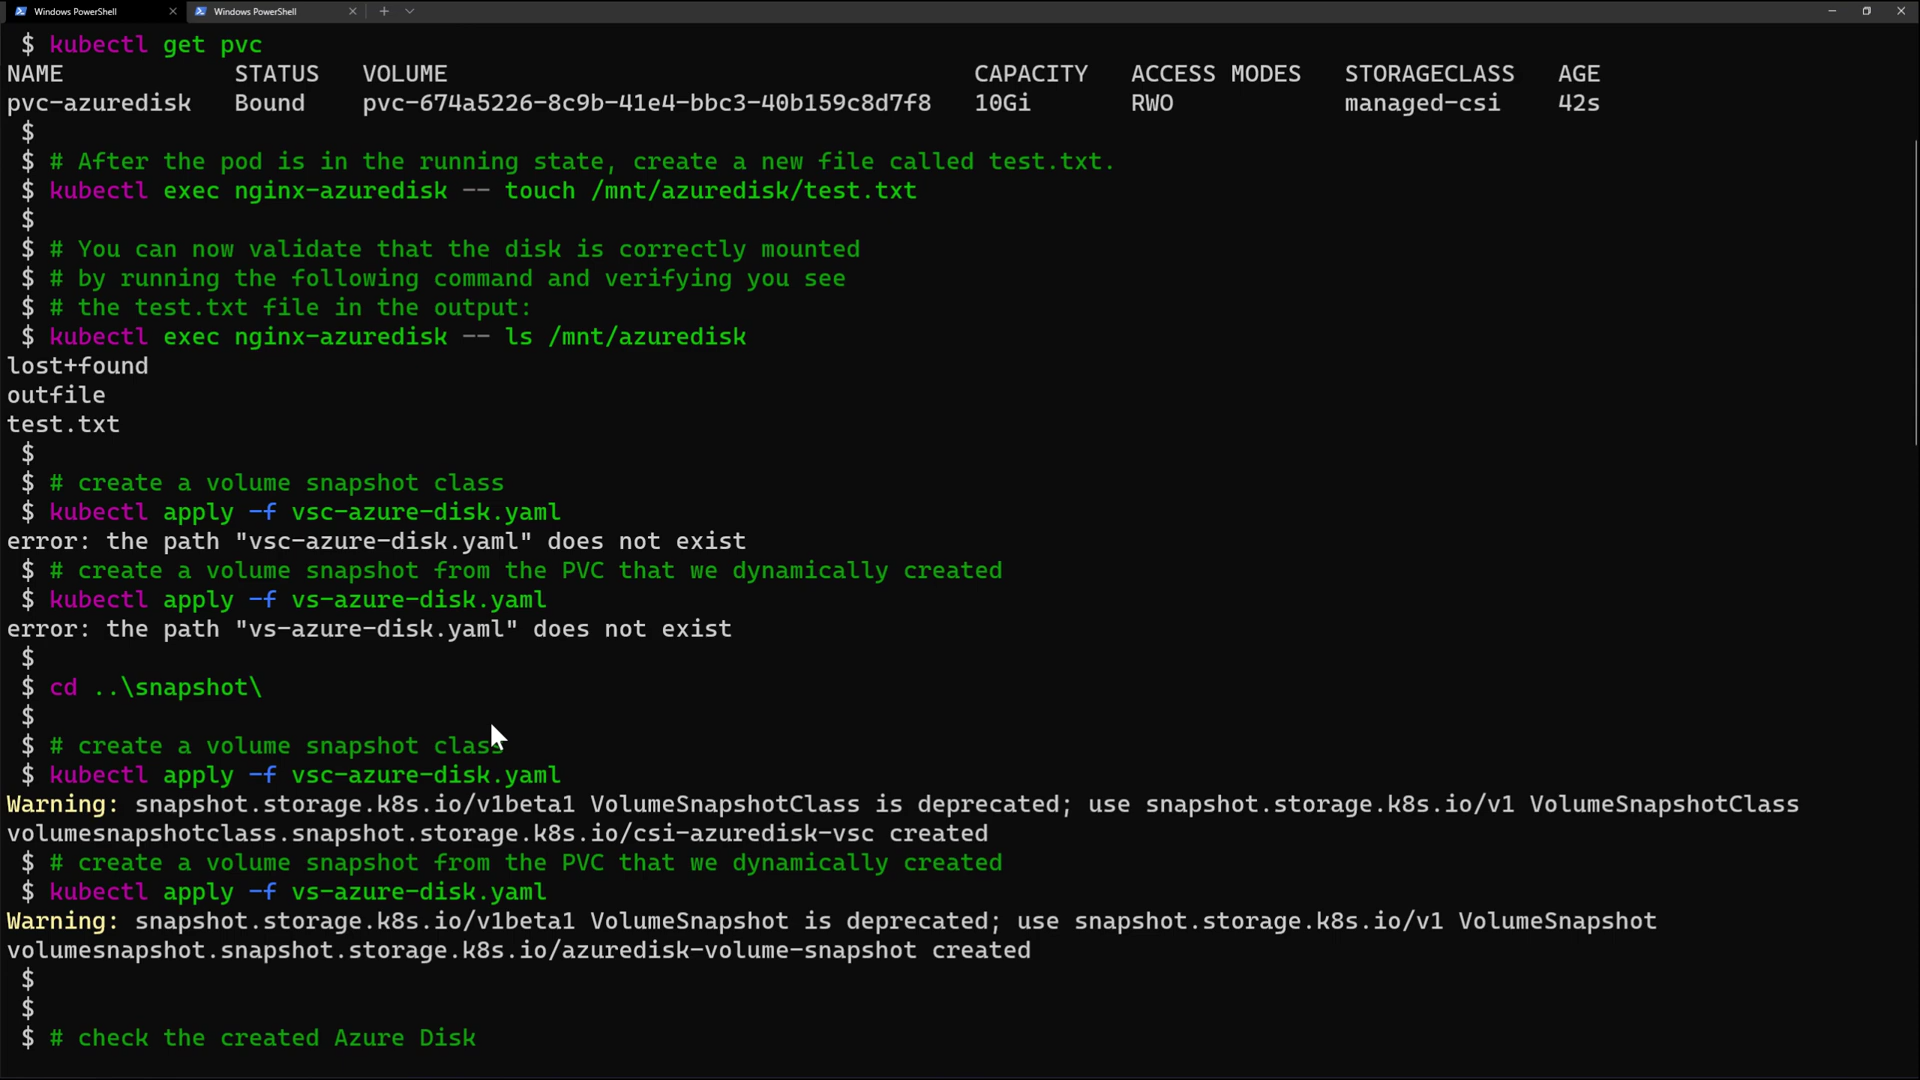 Windows PowerShell
Windows PowerShell
$ kubectl get pvc
NAME STATUS VOLUME CAPACITY ACCESS MODES STORAGECLASS AGE
pvc-azuredisk Bound pvc-674a5226-8c9b-41e4-bbc3-40b159c8d7f8 10Gi RWO managed-csi 42s
$
$ # After the pod is in the running state, create a new file called test.txt.
$ kubectl exec nginx-azuredisk -- touch /mnt/azuredisk/test.txt
$
$ # You can now validate that the disk is correctly mounted
$ # by running the following command and verifying you see
$ # the test.txt file in the output:
$ kubectl exec nginx-azuredisk -- ls /mnt/azuredisk
lost+found
outfile
test.txt
$
$ # create a volume snapshot class
$ kubectl apply -f vsc-azure-disk.yaml
error: the path "vsc-azure-disk.yaml" does not exist
$ # create a volume snapshot from the PVC that we dynamically created
$ kubectl apply -f vs-azure-disk.yaml
error: the path "vs-azure-disk.yaml" does not exist
$
$ cd ..\snapshot\
$
$ # create a volume snapshot class
$ kubectl apply -f vsc-azure-disk.yaml
Warning: snapshot.storage.k8s.io/v1beta1 VolumeSnapshotClass is deprecated; use snapshot.storage.k8s.io/v1 VolumeSnapshotClass
volumesnapshotclass.snapshot.storage.k8s.io/csi-azuredisk-vsc created
$ # create a volume snapshot from the PVC that we dynamically created
$ kubectl apply -f vs-azure-disk.yaml
Warning: snapshot.storage.k8s.io/v1beta1 VolumeSnapshot is deprecated; use snapshot.storage.k8s.io/v1 VolumeSnapshot
volumesnapshot.snapshot.storage.k8s.io/azuredisk-volume-snapshot created
$
$
$ # check the created Azure Disk